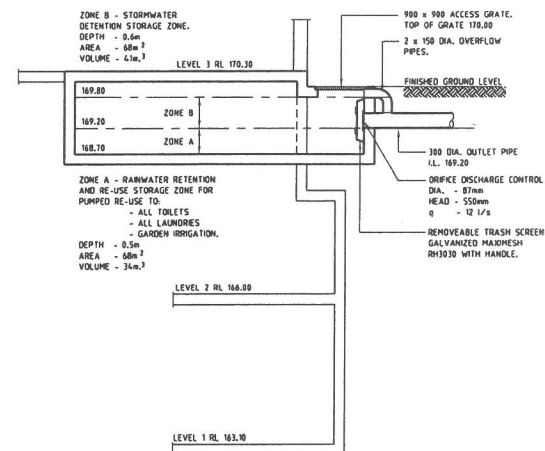 ZONE B - STORMWATER
DETENTION STORAGE ZONE.
DEPTH - 0.6m
AREA - 68m²
VOLUME - 41m.³
900 x 900 ACCESS GRATE.
TOP OF GRATE 170.00
2 x 150 DIA. OVERFLOW
PIPES.
LEVEL 3 RL 170.30
FINISHED GROUND LEVEL
169.80
ZONE B
169.20
ZONE A
168.70
300 DIA. OUTLET PIPE
I.L. 169.20
ORIFICE DISCHARGE CONTROL
DIA. - 87mm
HEAD - 550mm
q - 12 l/s
REMOVEABLE TRASH SCREEN
GALVANIZED MAXIMESH
RH3030 WITH HANDLE.
ZONE A - RAINWATER RETENTION
AND RE-USE STORAGE ZONE FOR
PUMPED RE-USE TO:
- ALL TOILETS
- ALL LAUNDRIES
- GARDEN IRRIGATION.
DEPTH - 0.5m
AREA - 68m²
VOLUME - 34m.³
LEVEL 2 RL 166.00
LEVEL 1 RL 163.10